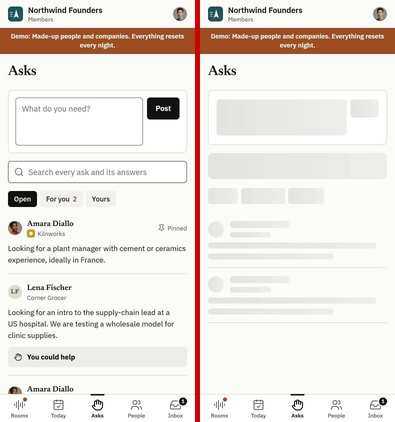 Northwind Founders
Members
Demo: Made-up people and companies. Everything resets
every night.
Asks
What do you need?
Post
Search every ask and its answers
Open
For you 2
Yours
Amara Diallo
Kilnworks
Pinned
Looking for a plant manager with cement or ceramics
experience, ideally in France.
LF
Lena Fischer
Corner Grocer
Looking for an intro to the supply-chain lead at a
US hospital. We are testing a wholesale model for
clinic supplies.
You could help
Amara Diallo
Rooms
Today
Asks
People
1
Inbox
Northwind Founders
Members
Demo: Made-up people and companies. Everything resets
every night.
Asks
Rooms
Today
Asks
People
1
Inbox